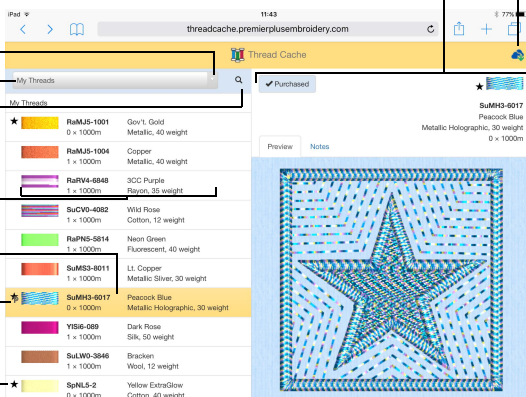 iPad
11:43
77%
threadcache.premierplusembroidery.com
Thread Cache
My Threads
My Threads
RaMJ5-1001 Gov't. Gold
0 × 1000m Metallic, 40 weight
RaMJ5-1004 Copper
1 × 1000m Metallic, 40 weight
RaRV4-6848 3CC Purple
1 × 1000m Rayon, 35 weight
SuCV0-4082 Wild Rose
1 × 1000m Cotton, 12 weight
RaPN5-5814 Neon Green
1 × 1000m Fluorescent, 40 weight
SuMS3-8011 Lt. Copper
1 × 1000m Metallic Sliver, 30 weight
SuMH3-6017 Peacock Blue
0 × 1000m Metallic Holographic, 30 weight
YISi6-089 Dark Rose
1 × 1000m Silk, 50 weight
SuLW0-3846 Bracken
1 × 1000m Wool, 12 weight
SpNL5-2 Yellow ExtraGlow
0 × 1000m Cotton, 40 weight
Purchased
SuMH3-6017
Peacock Blue
Metallic Holographic, 30 weight
0 × 1000m
Preview Notes